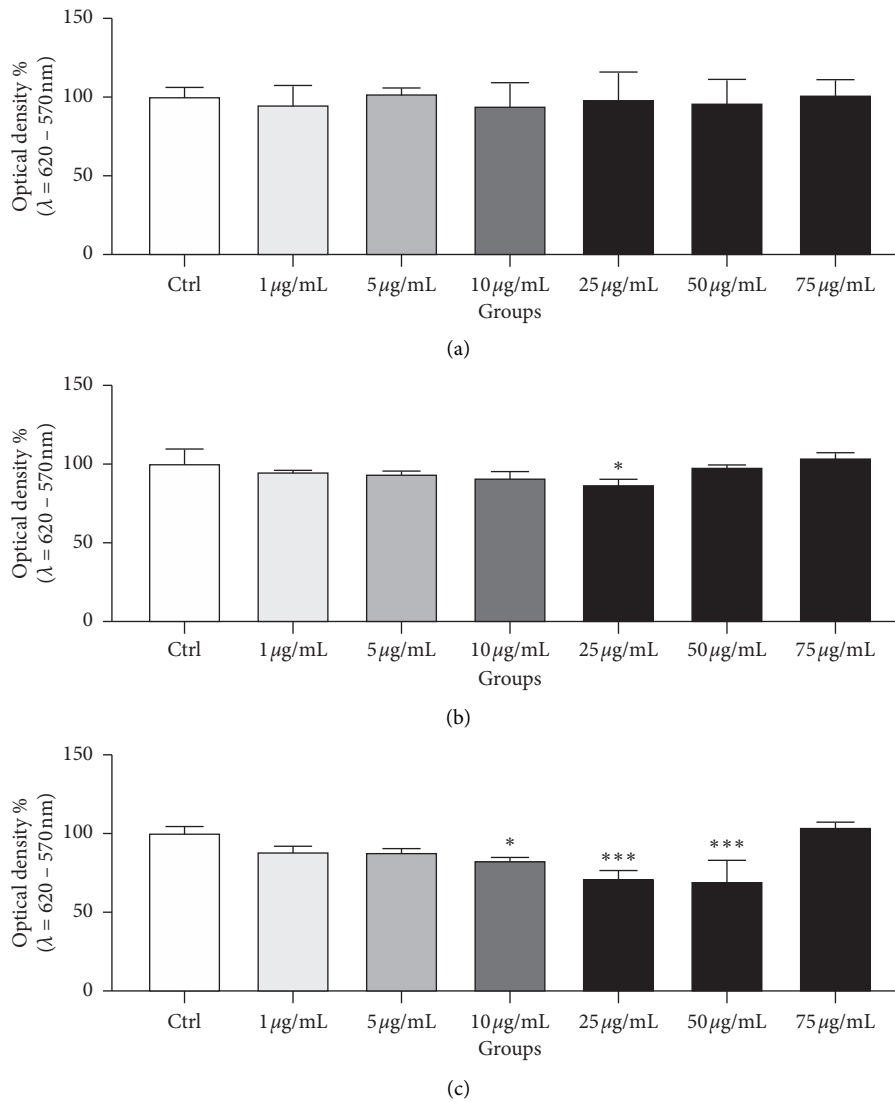 150
100
50
0
Optical density %
(λ = 620 – 570 nm)
Ctrl 1 μg/mL 5 μg/mL 10 μg/mL 25 μg/mL 50 μg/mL 75 μg/mL
Groups
(a)
150
100
50
0
Optical density %
(λ = 620 – 570 nm)
*
Ctrl 1 μg/mL 5 μg/mL 10 μg/mL 25 μg/mL 50 μg/mL 75 μg/mL
Groups
(b)
150
100
50
0
Optical density %
(λ = 620 – 570 nm)
* *** ***
Ctrl 1 μg/mL 5 μg/mL 10 μg/mL 25 μg/mL 50 μg/mL 75 μg/mL
Groups
(c)